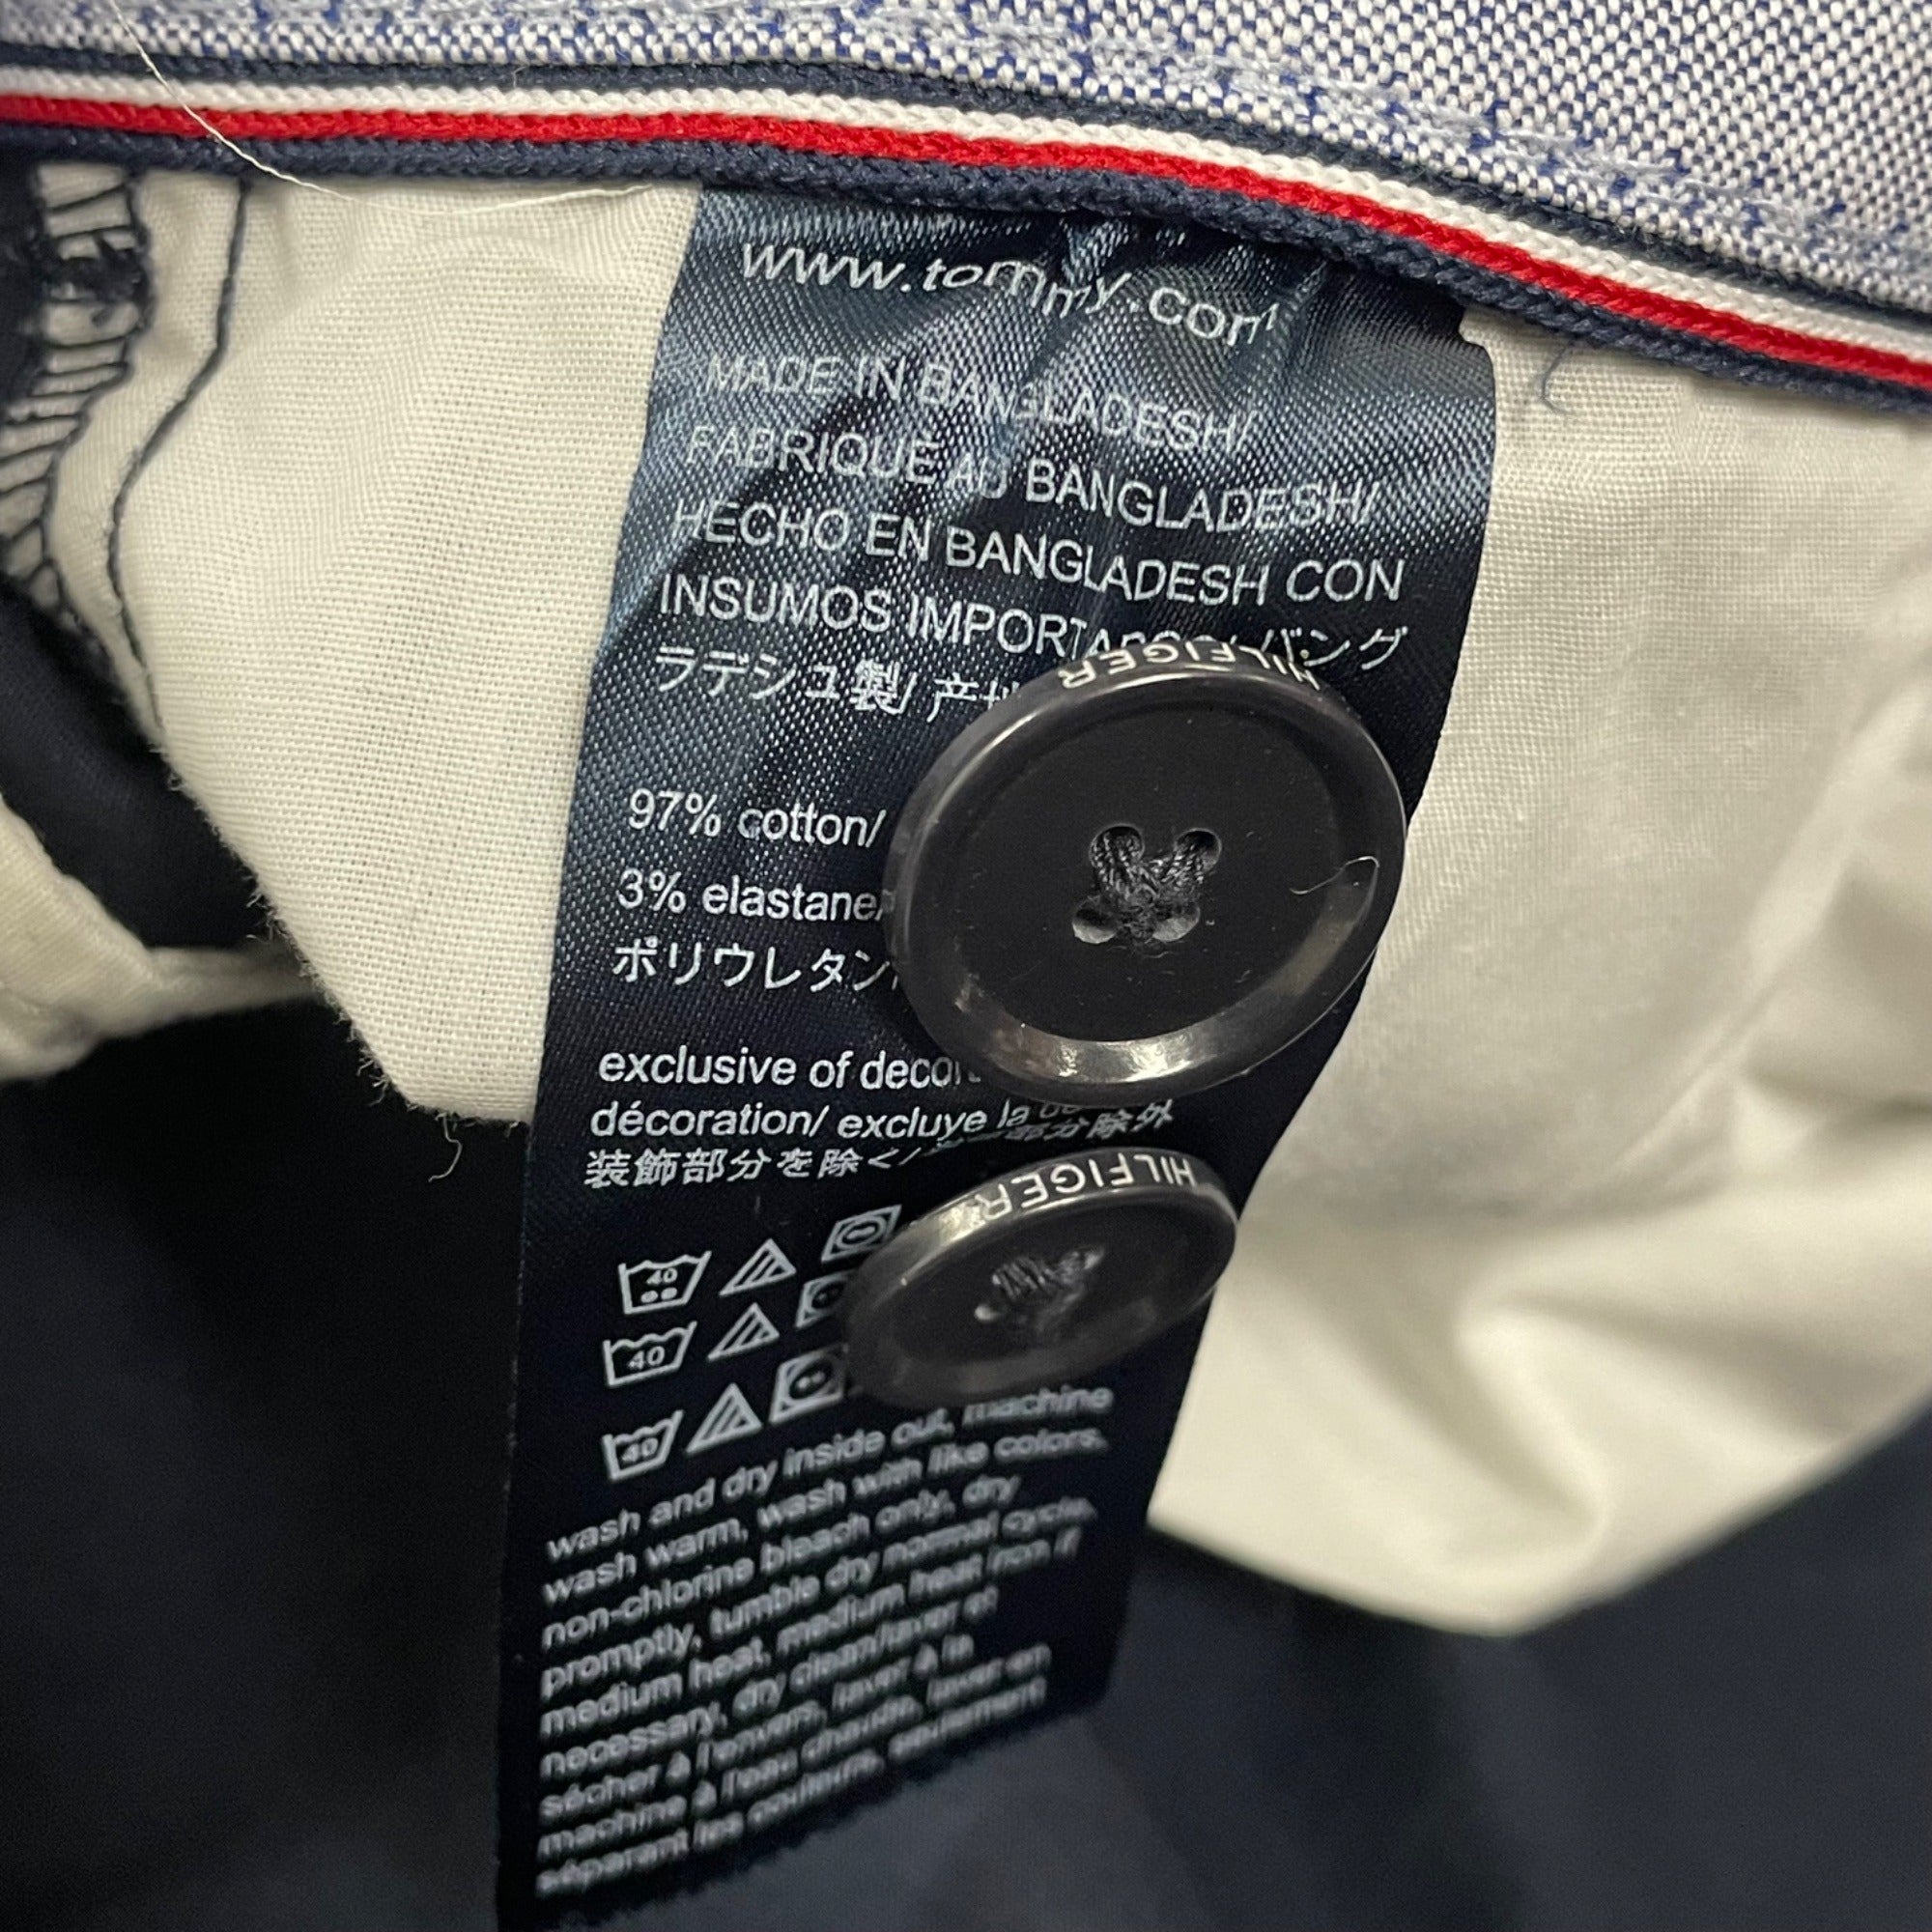 www.tommy.com
MADE IN BANGLADESH/
FABRIQUE AU BANGLADESH/
HECHO EN BANGLADESH CON
INSUMOS バング
ラデシュ製/ 产
HILFIGER
97% cotton/
3% elastane/
ポリウレタン/
exclusive of
décoration/ excluye la
装飾部分を除く/ 部分除外
HILFIGER
40
40
40
wash and dry inside out, machine
wash warm, wash with like colors,
non-chlorine bleach only, dry
promptly, tumble dry normal cycle,
medium heat, medium heat iron if
necessary, dry clean/laver et
sécher à l'envers, laver à la
machine à l'eau chaude, laver en
séparant les couleurs, seulement